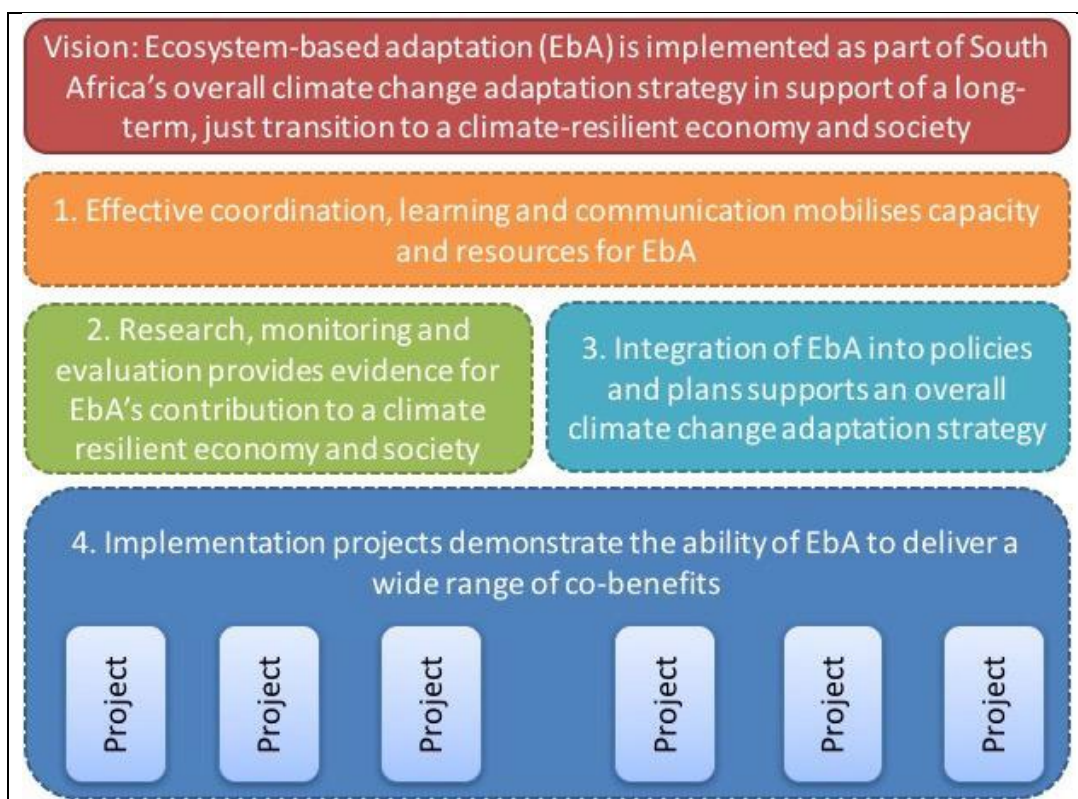 Vision: Ecosystem-based adaptation (EbA) is implemented as part of South
Africa’s overall climate change adaptation strategy in support of a long-
term, just transition to a climate-resilient economy and society
1. Effective coordination, learning and communication mobilises capacity
and resources for EbA
2. Research, monitoring and
evaluation provides evidence for
EbA’s contribution to a climate
resilient economy and society
3. Integration of EbA into policies
and plans supports an overall
climate change adaptation strategy
4. Implementation projects demonstrate the ability of EbA to deliver a
wide range of co-benefits
Project
Project
Project
Project
Project
Project